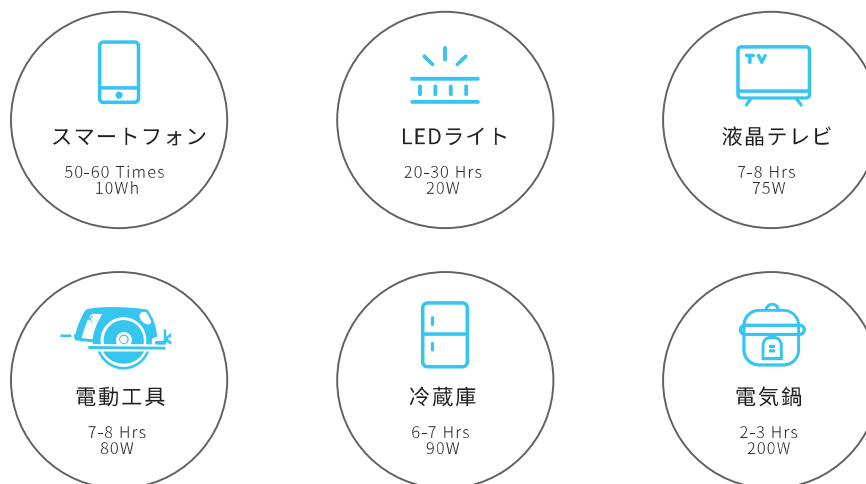 スマートフォン
50-60 Times
10Wh
LEDライト
20-30 Hrs
20W
TV
液晶テレビ
7-8 Hrs
75W
電動工具
7-8 Hrs
80W
冷蔵庫
6-7 Hrs
90W
電気鍋
2-3 Hrs
200W